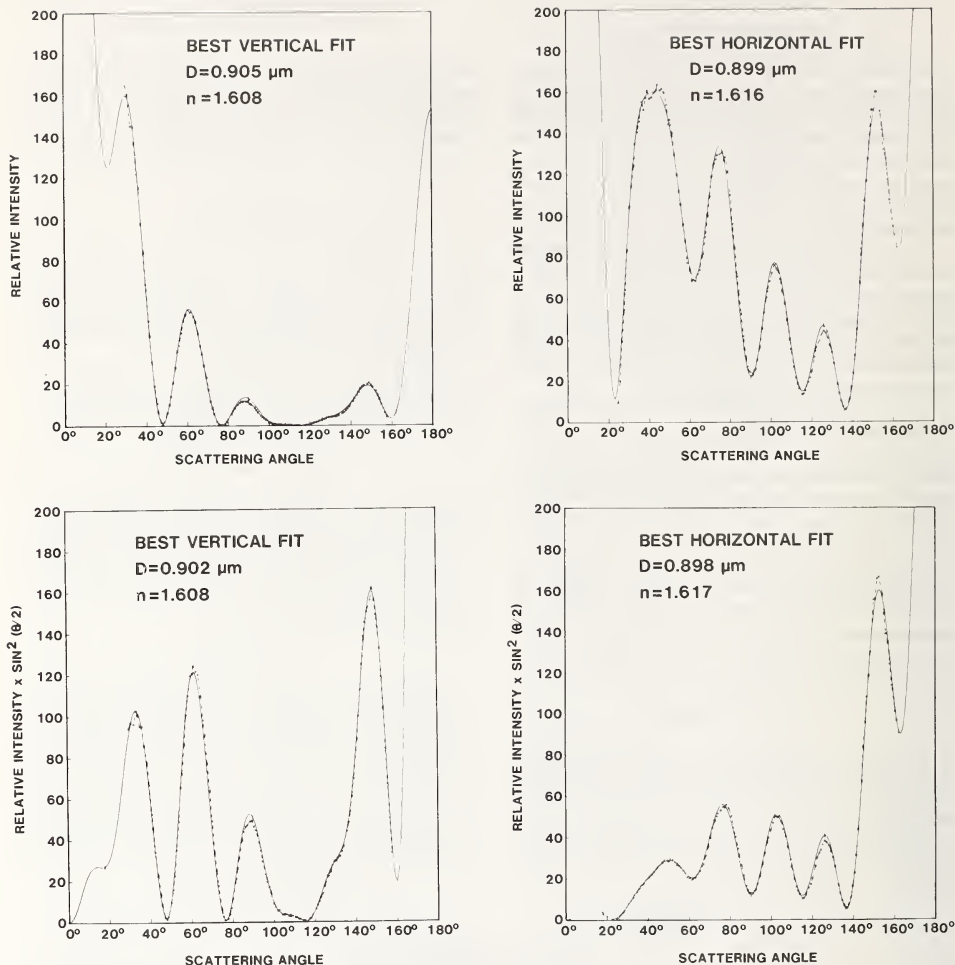 BEST VERTICAL FIT
D=0.905 µm
n=1.608
RELATIVE INTENSITY
200
180
160
140
120
100
80
60
40
20
0
0° 20° 40° 60° 80° 100° 120° 140° 160° 180°
SCATTERING ANGLE
BEST HORIZONTAL FIT
D=0.899 µm
n=1.616
RELATIVE INTENSITY
200
180
160
140
120
100
80
60
40
20
0
0° 20° 40° 60° 80° 100° 120° 140° 160° 180°
SCATTERING ANGLE
BEST VERTICAL FIT
D=0.902 µm
n=1.608
RELATIVE INTENSITY x SIN² (θ/2)
200
180
160
140
120
100
80
60
40
20
0
0° 20° 40° 60° 80° 100° 120° 140° 160° 180°
SCATTERING ANGLE
BEST HORIZONTAL FIT
D=0.898 µm
n=1.617
RELATIVE INTENSITY x SIN² (θ/2)
200
180
160
140
120
100
80
60
40
20
0
0° 20° 40° 60° 80° 100° 120° 140° 160° 180°
SCATTERING ANGLE